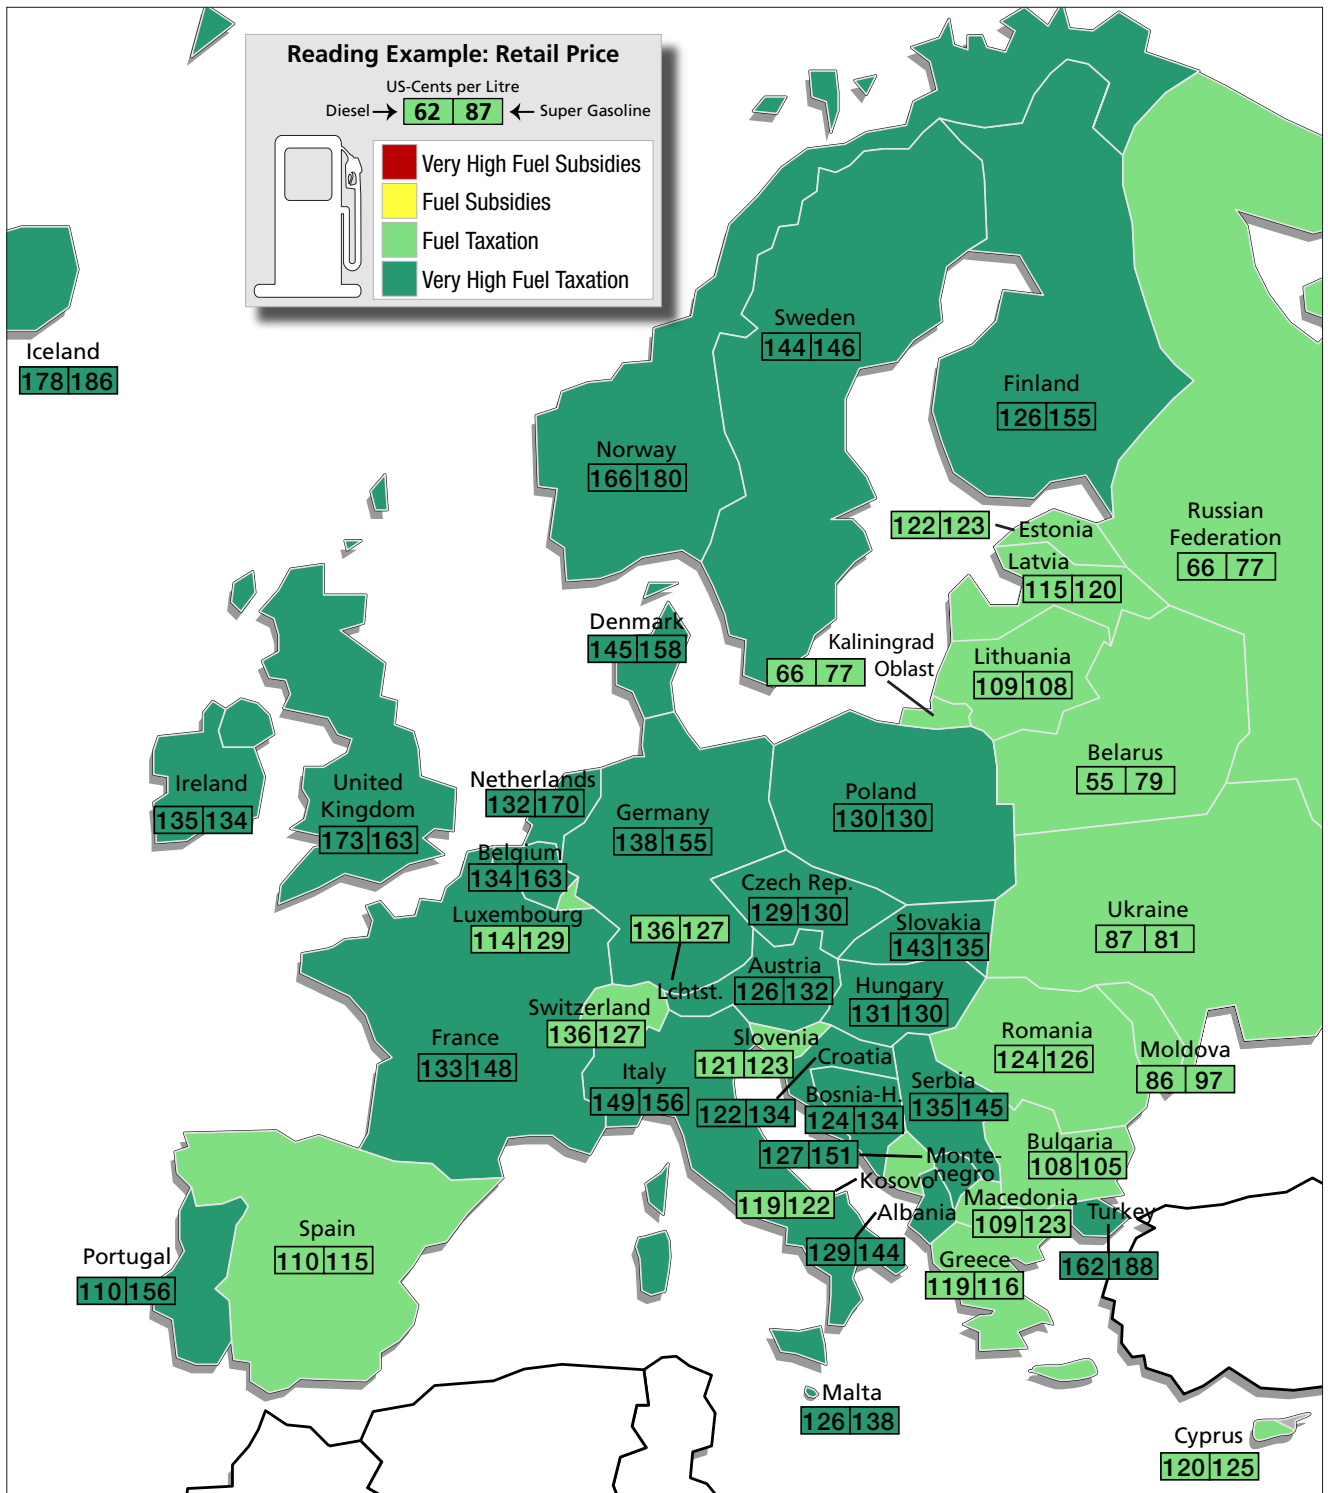 Reading Example: Retail Price
US-Cents per Litre
Diesel 62 87 Super Gasoline
Very High Fuel Subsidies
Fuel Subsidies
Fuel Taxation
Very High Fuel Taxation
Iceland
178 186
Sweden
144 146
Finland
126 155
Norway
166 180
122 123 Estonia
Russian
Federation
66 77
Latvia
115 120
Denmark
145 158
Kaliningrad
Oblast
66 77
Lithuania
109 108
Belarus
55 79
Ireland
135 134
United
Kingdom
173 163
Netherlands
132 170
Germany
138 155
Poland
130 130
Belgium
134 163
Czech Rep.
129 130
Luxembourg
114 129
136 127
Lchtst.
Slovakia
143 135
Ukraine
87 81
Austria
126 132
Hungary
131 130
Switzerland
136 127
France
133 148
Slovenia
121 123
Croatia
122 134
Romania
124 126
Moldova
86 97
Italy
149 156
Bosnia-H.
124 134
Serbia
135 145
127 151
Monte-
negro
Bulgaria
108 105
Kosovo
119 122
Albania
129 144
Macedonia
109 123
Turkey
162 188
Spain
110 115
Portugal
110 156
Greece
119 116
Malta
126 138
Cyprus
120 125